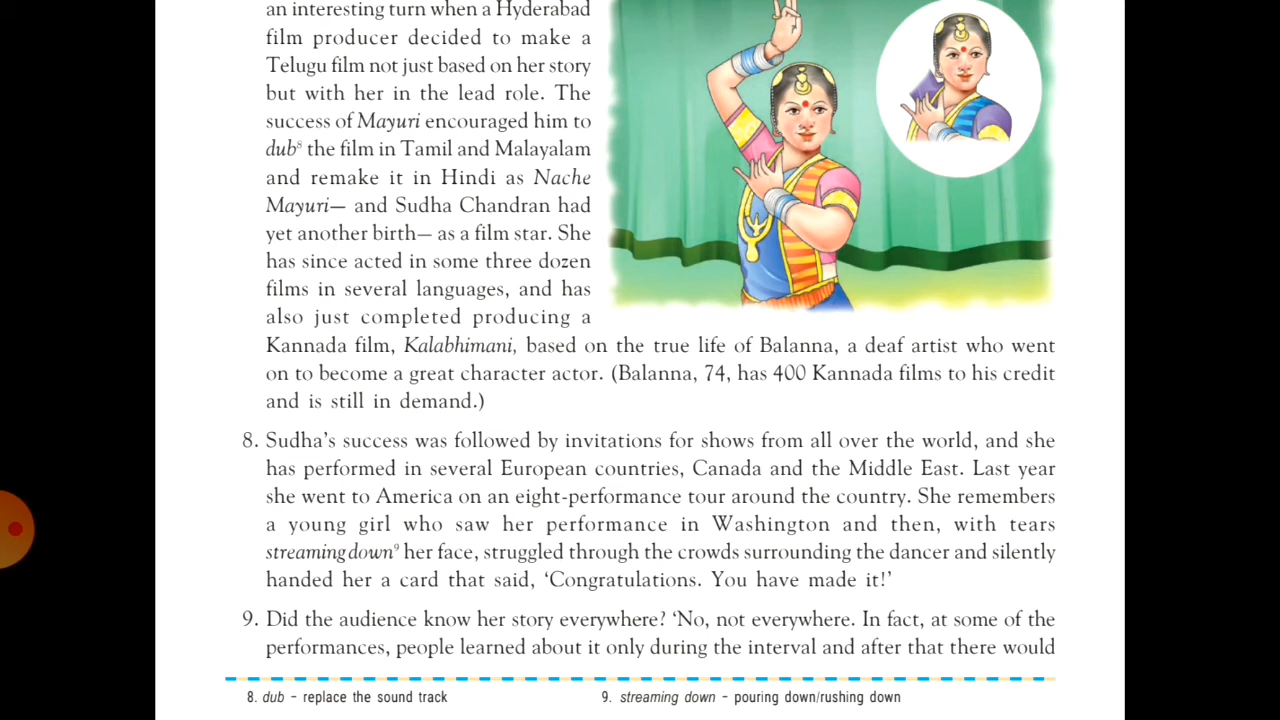 an interesting turn when a Hyderabad
film producer decided to make a
Telugu film not just based on her story
but with her in the lead role. The
success of Mayuri encouraged him to
dub⁸ the film in Tamil and Malayalam
and remake it in Hindi as Nache
Mayuri— and Sudha Chandran had
yet another birth— as a film star. She
has since acted in some three dozen
films in several languages, and has
also just completed producing a
Kannada film, Kalabhimani, based on the true life of Balanna, a deaf artist who went
on to become a great character actor. (Balanna, 74, has 400 Kannada films to his credit
and is still in demand.)
8. Sudha’s success was followed by invitations for shows from all over the world, and she
has performed in several European countries, Canada and the Middle East. Last year
she went to America on an eight-performance tour around the country. She remembers
a young girl who saw her performance in Washington and then, with tears
streaming down⁹ her face, struggled through the crowds surrounding the dancer and silently
handed her a card that said, ‘Congratulations. You have made it!’
9. Did the audience know her story everywhere? ‘No, not everywhere. In fact, at some of the
performances, people learned about it only during the interval and after that there would
8. dub – replace the sound track
9. streaming down – pouring down/rushing down